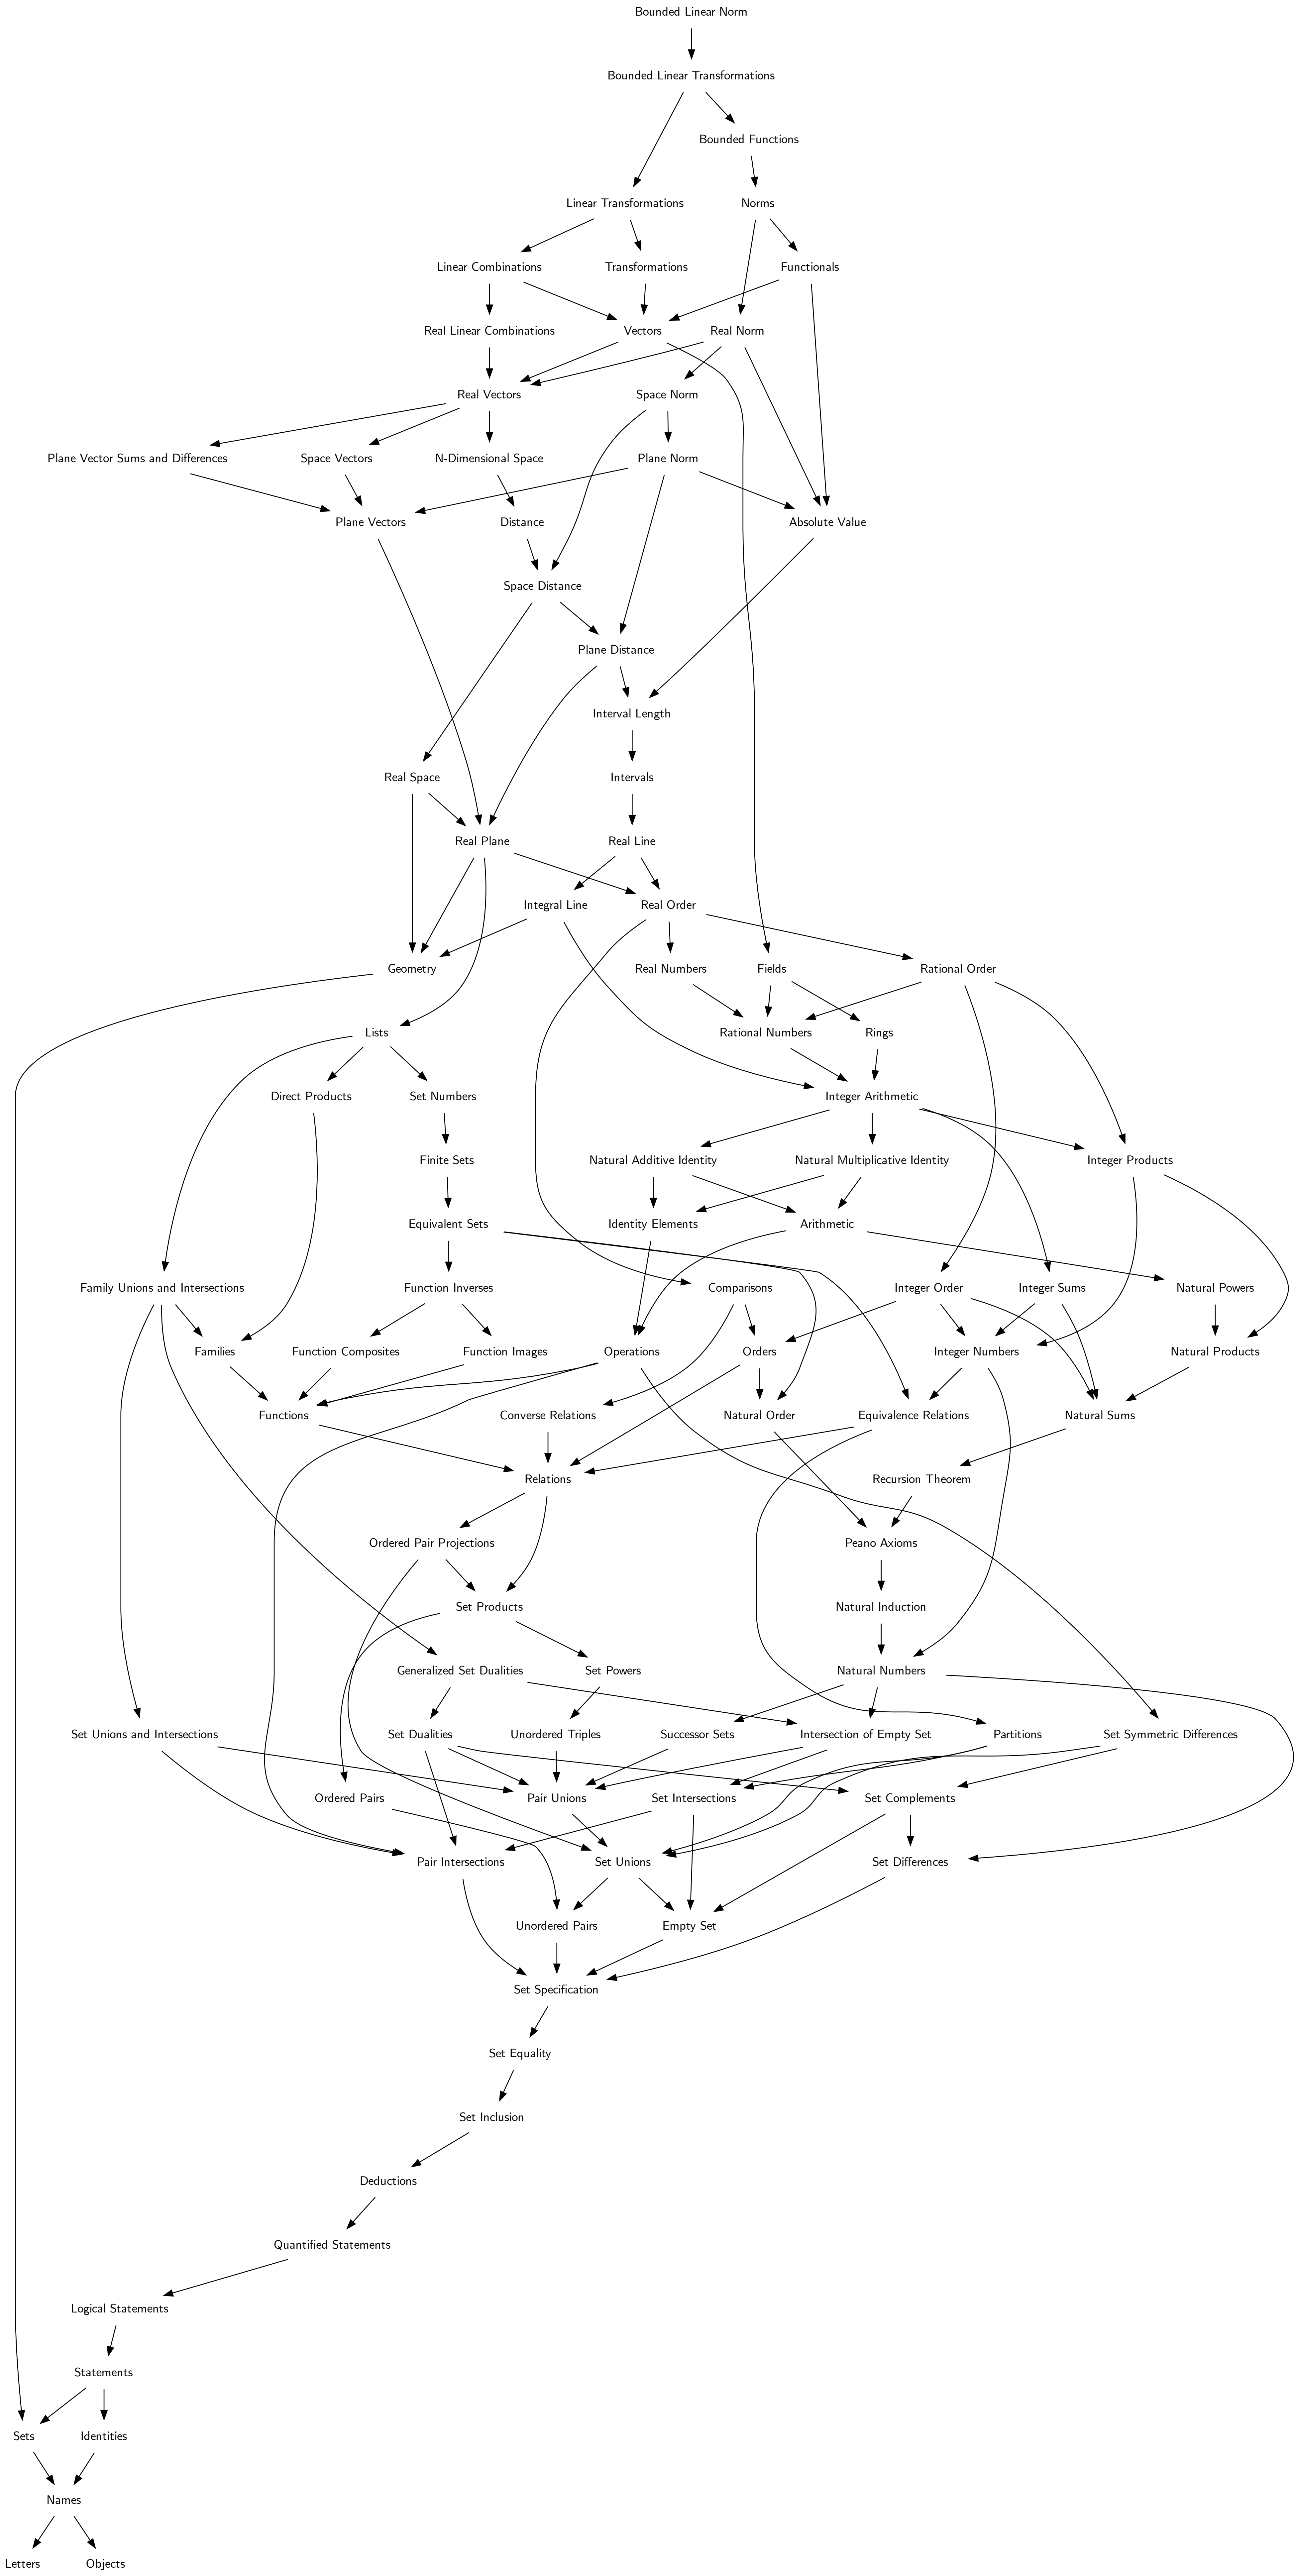 Bounded Linear Norm
Bounded Linear Transformations
Bounded Functions
Linear Transformations
Norms
Linear Combinations
Transformations
Functionals
Real Linear Combinations
Vectors
Real Norm
Real Vectors
Space Norm
Plane Vector Sums and Differences
Space Vectors
N-Dimensional Space
Plane Norm
Plane Vectors
Distance
Absolute Value
Space Distance
Plane Distance
Interval Length
Real Space
Intervals
Real Plane
Real Line
Integral Line
Real Order
Geometry
Real Numbers
Fields
Rational Order
Lists
Rational Numbers
Rings
Direct Products
Set Numbers
Integer Arithmetic
Finite Sets
Natural Additive Identity
Natural Multiplicative Identity
Integer Products
Equivalent Sets
Identity Elements
Arithmetic
Family Unions and Intersections
Function Inverses
Comparisons
Integer Order
Integer Sums
Natural Powers
Families
Function Composites
Function Images
Operations
Orders
Integer Numbers
Natural Products
Functions
Converse Relations
Natural Order
Equivalence Relations
Natural Sums
Relations
Recursion Theorem
Ordered Pair Projections
Peano Axioms
Set Products
Natural Induction
Generalized Set Dualities
Set Powers
Natural Numbers
Set Unions and Intersections
Set Dualities
Unordered Triples
Successor Sets
Intersection of Empty Set
Partitions
Set Symmetric Differences
Ordered Pairs
Pair Unions
Set Intersections
Set Complements
Pair Intersections
Set Unions
Set Differences
Unordered Pairs
Empty Set
Set Specification
Set Equality
Set Inclusion
Deductions
Quantified Statements
Logical Statements
Statements
Sets
Identities
Names
Letters
Objects